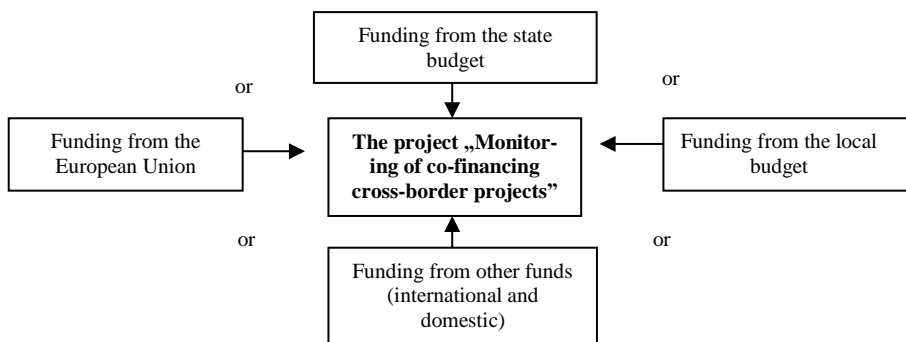 Funding from the state
budget
or
or
Funding from the
European Union
The project „Monitor-
ing of co-financing
cross-border projects”
Funding from the local
budget
or
or
Funding from other funds
(international and
domestic)